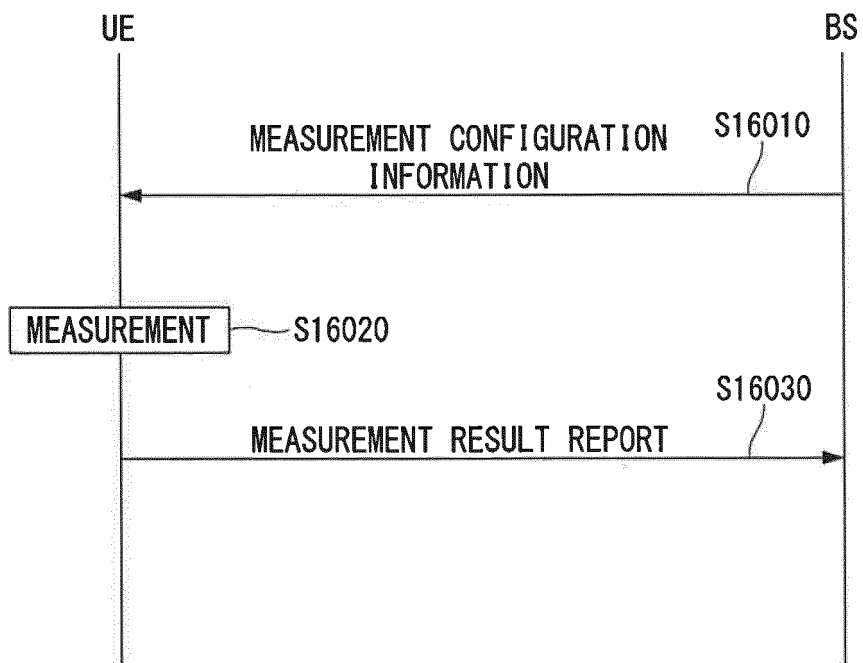 UE
BS
S16010
MEASUREMENT CONFIGURATION
INFORMATION
MEASUREMENT
S16020
S16030
MEASUREMENT RESULT REPORT